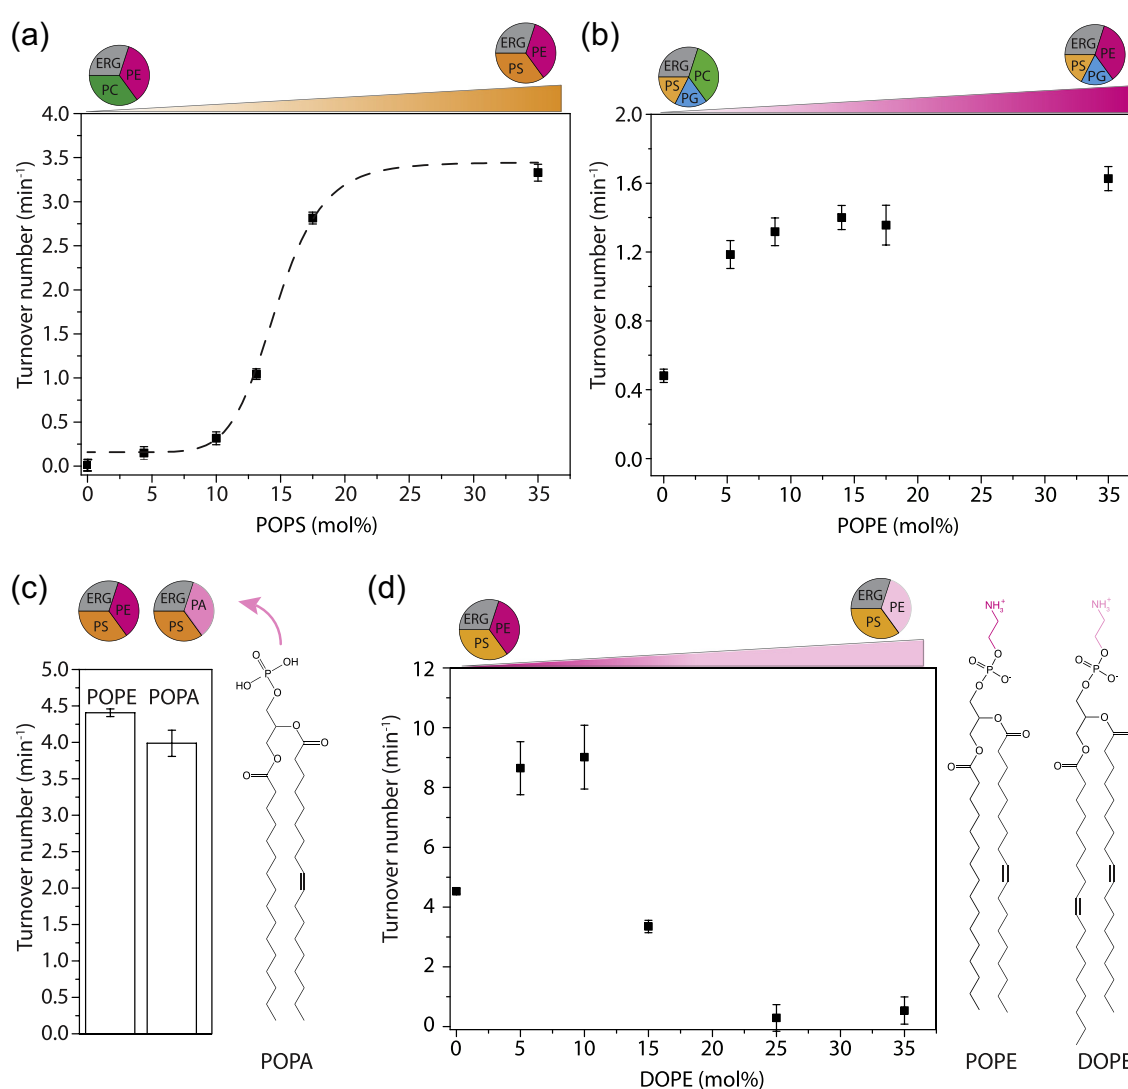 (a)
ERG
PE
PC
ERG
PE
PS
4.0
3.5
3.0
2.5
2.0
1.5
1.0
0.5
0.0
Turnover number (min⁻¹)
0 5 10 15 20 25 30 35
POPS (mol%)
(b)
ERG
PC
PS
PG
ERG
PE
PS
PG
2.0
1.6
1.2
0.8
0.4
0.0
Turnover number (min⁻¹)
0 5 10 15 20 25 30 35
POPE (mol%)
(c)
ERG
PE
PS
ERG
PA
PS
5.0
4.5
4.0
3.5
3.0
2.5
2.0
1.5
1.0
0.5
0.0
Turnover number (min⁻¹)
POPE POPA
O
OH
P
HO
O
O
O
O
O
POPA
(d)
ERG
PE
PS
ERG
PE
PS
12
10
8
6
4
2
0
Turnover number (min⁻¹)
0 5 10 15 20 25 30 35
DOPE (mol%)
NH₃⁺
O
O
P
O⁻
O
O
O
O
O
POPE
NH₃⁺
O
O
P
O⁻
O
O
O
O
DOPE